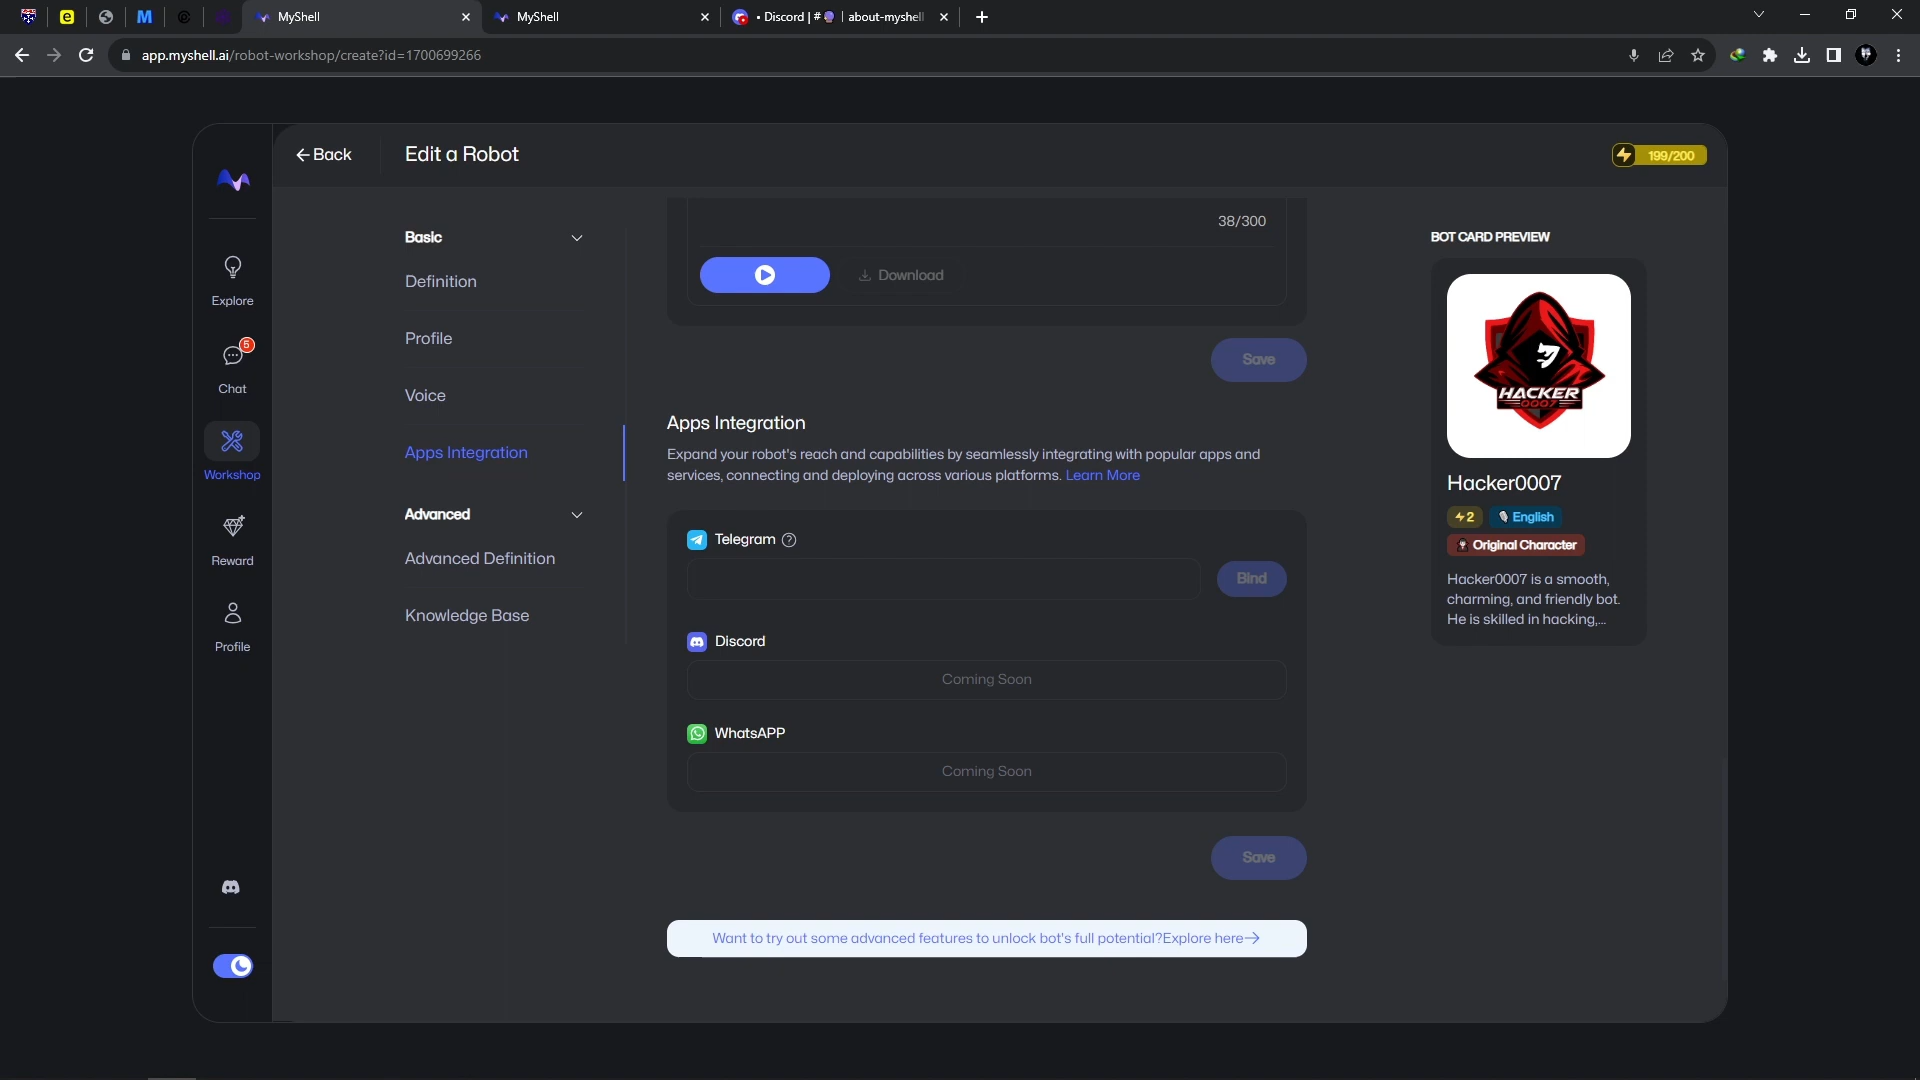 MyShell
MyShell
• Discord | # | about-myshell
app.myshell.ai/robot-workshop/create?id=1700699266
Back
Edit a Robot
199/200
Explore
5
Chat
Workshop
Reward
Profile
Basic
Definition
Profile
Voice
Apps Integration
Advanced
Advanced Definition
Knowledge Base
38/300
Download
Save
Apps Integration
Expand your robot's reach and capabilities by seamlessly integrating with popular apps and
services, connecting and deploying across various platforms. Learn More
Telegram ?
Bind
Discord
Coming Soon
WhatsAPP
Coming Soon
Save
Want to try out some advanced features to unlock bot's full potential?Explore here→
BOT CARD PREVIEW
HACKER
0007
Hacker0007
2
English
Original Character
Hacker0007 is a smooth,
charming, and friendly bot.
He is skilled in hacking,...